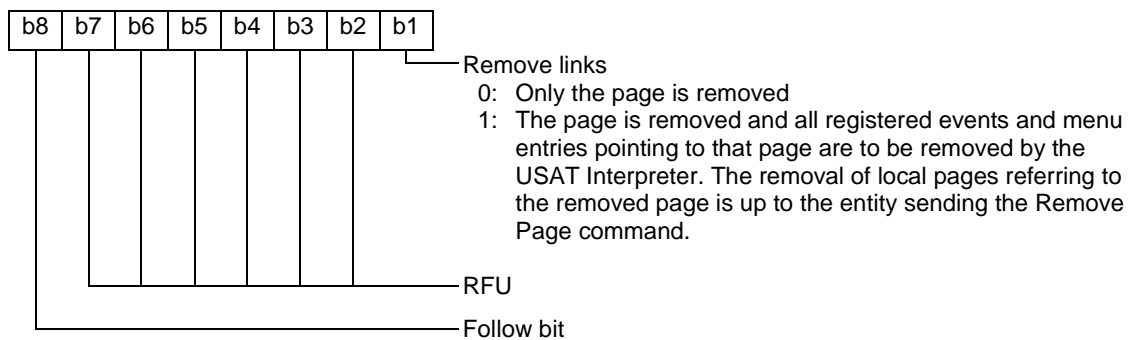 b8 b7 b6 b5 b4 b3 b2 b1
Remove links
0: Only the page is removed
1: The page is removed and all registered events and menu
entries pointing to that page are to be removed by the
USAT Interpreter. The removal of local pages referring to
the removed page is up to the entity sending the Remove
Page command.
RFU
Follow bit